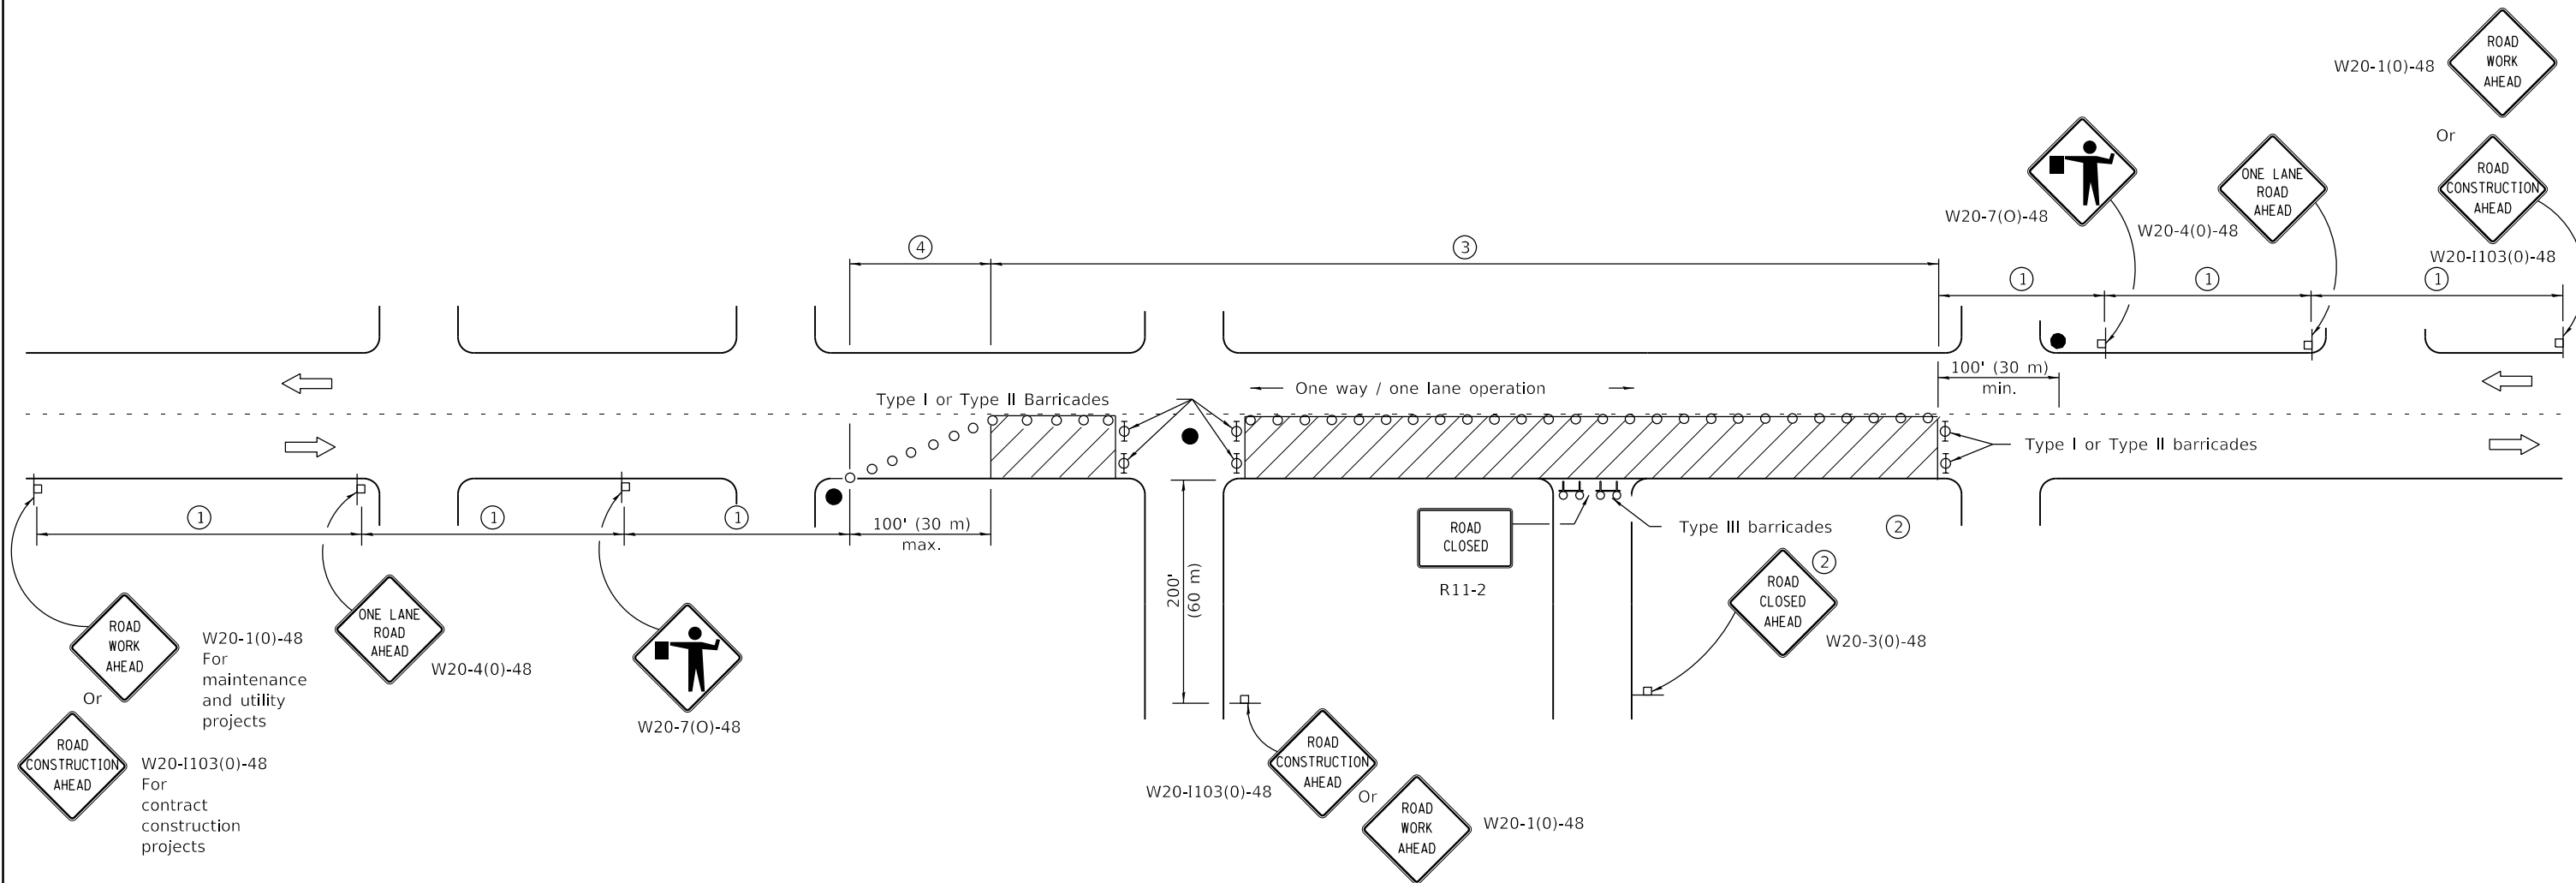 ROAD
WORK
AHEAD
W20-1(0)-48
Or
ROAD
CONSTRUCTION
AHEAD
W20-I103(0)-48
W20-7(O)-48
ONE LANE
ROAD
AHEAD
W20-4(0)-48
4
3
1
1
1
100' (30 m)
min.
Type I or Type II Barricades
One way / one lane operation
Type I or Type II barricades
1
1
1
100' (30 m)
max.
200'
(60 m)
ROAD
CLOSED
R11-2
Type III barricades
2
2
ROAD
CLOSED
AHEAD
W20-3(0)-48
ROAD
WORK
AHEAD
W20-1(0)-48
For
maintenance
and utility
projects
Or
ROAD
CONSTRUCTION
AHEAD
W20-I103(0)-48
For
contract
construction
projects
ONE LANE
ROAD
AHEAD
W20-4(0)-48
W20-7(O)-48
ROAD
CONSTRUCTION
AHEAD
W20-I103(0)-48
Or
ROAD
WORK
AHEAD
W20-1(0)-48